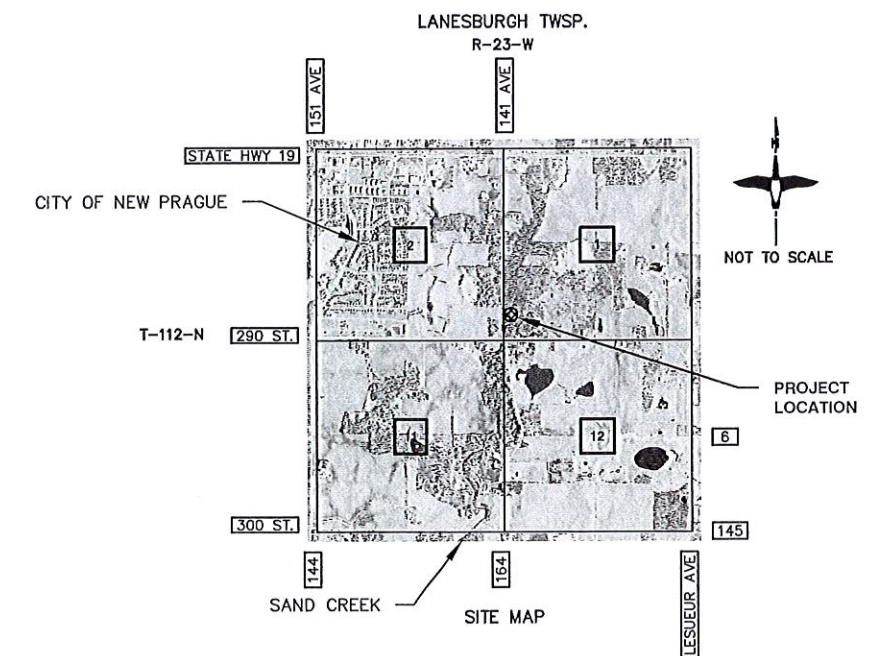 LANESBURGH TWSP.
R-23-W
151 AVE
141 AVE
STATE HWY 19
N
CITY OF NEW PRAGUE
2
1
NOT TO SCALE
T-112-N
290 ST.
PROJECT
LOCATION
12
6
300 ST.
145
144
164
LESUEUR AVE
SAND CREEK
SITE MAP